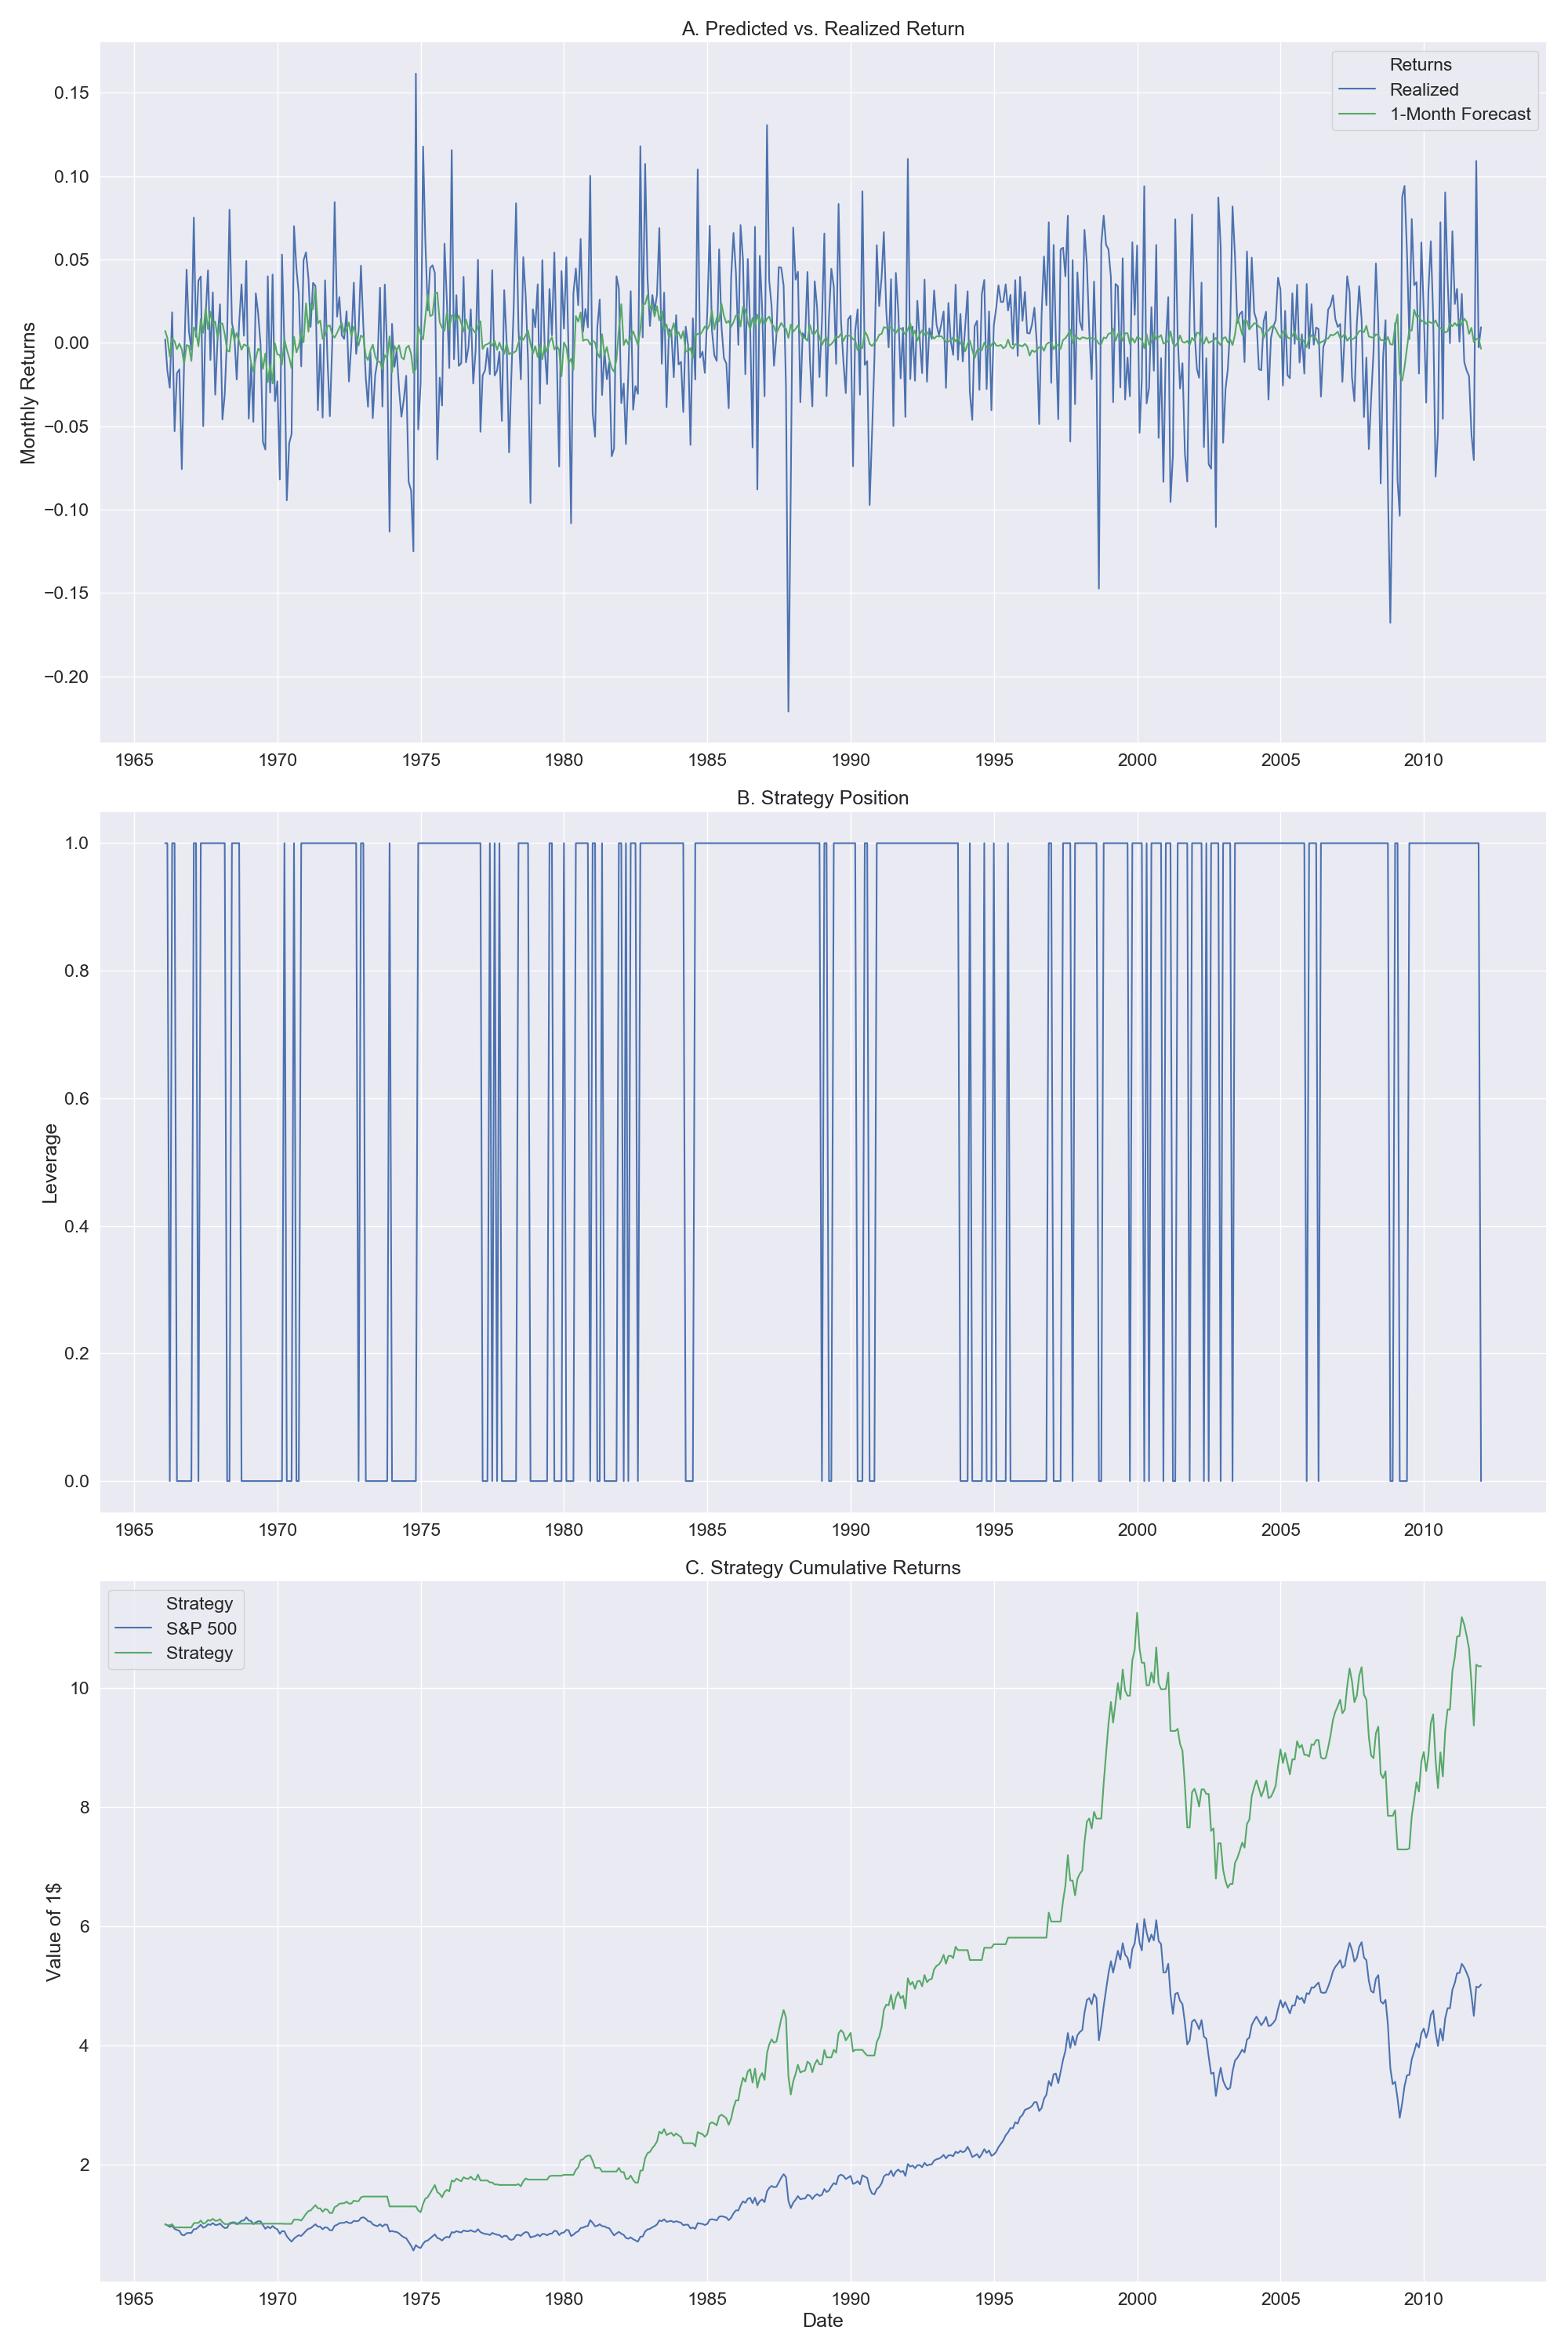 A. Predicted vs. Realized Return
Returns
Realized
1-Month Forecast
Monthly Returns
0.15
0.10
0.05
0.00
−0.05
−0.10
−0.15
−0.20
1965 1970 1975 1980 1985 1990 1995 2000 2005 2010
B. Strategy Position
Leverage
1.0
0.8
0.6
0.4
0.2
0.0
1965 1970 1975 1980 1985 1990 1995 2000 2005 2010
C. Strategy Cumulative Returns
Strategy
S&P 500
Strategy
Value of 1$
10
8
6
4
2
1965 1970 1975 1980 1985 1990 1995 2000 2005 2010
Date